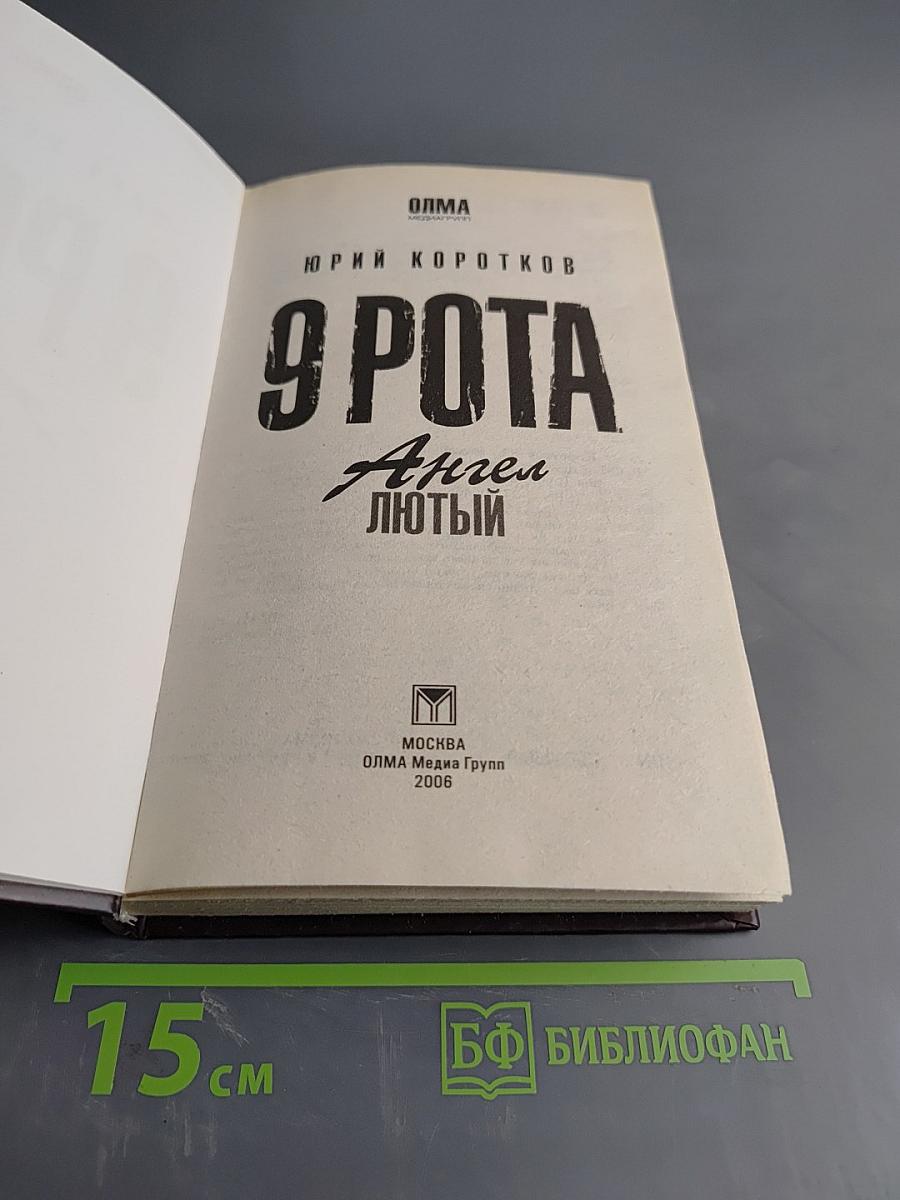 ОЛМА
МЕДИАГРУПП
ЮРИЙ КОРОТКОВ
9 РОТА
Ангел
ЛЮТЫЙ
МОСКВА
ОЛМА Медиа Групп
2006
15 СМ
БФ БИБЛИОФАН